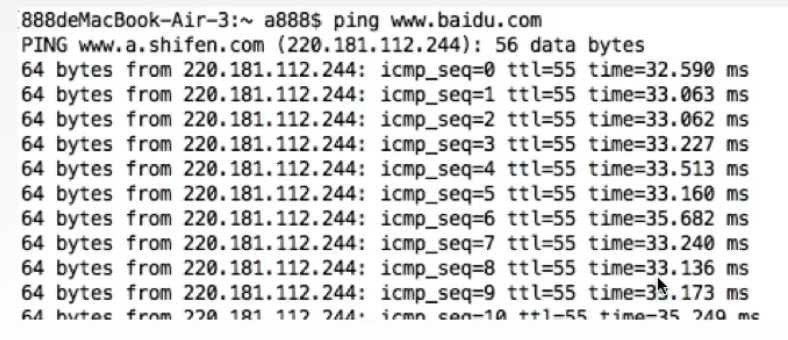 888deMacBook-Air-3:~ a888$ ping www.baidu.com
PING www.a.shifen.com (220.181.112.244): 56 data bytes
64 bytes from 220.181.112.244: icmp_seq=0 ttl=55 time=32.590 ms
64 bytes from 220.181.112.244: icmp_seq=1 ttl=55 time=33.063 ms
64 bytes from 220.181.112.244: icmp_seq=2 ttl=55 time=33.062 ms
64 bytes from 220.181.112.244: icmp_seq=3 ttl=55 time=33.227 ms
64 bytes from 220.181.112.244: icmp_seq=4 ttl=55 time=33.513 ms
64 bytes from 220.181.112.244: icmp_seq=5 ttl=55 time=33.160 ms
64 bytes from 220.181.112.244: icmp_seq=6 ttl=55 time=35.682 ms
64 bytes from 220.181.112.244: icmp_seq=7 ttl=55 time=33.240 ms
64 bytes from 220.181.112.244: icmp_seq=8 ttl=55 time=33.136 ms
64 bytes from 220.181.112.244: icmp_seq=9 ttl=55 time=33.173 ms
64 bytes from 220.181.112.244: icmp_seq=10 ttl=55 time=35.249 ms